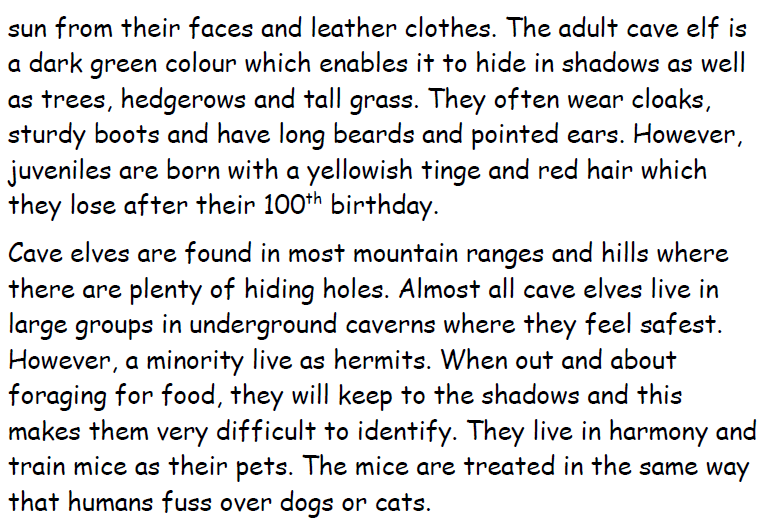 sun from their faces and leather clothes. The adult cave elf is
a dark green colour which enables it to hide in shadows as well
as trees, hedgerows and tall grass. They often wear cloaks,
sturdy boots and have long beards and pointed ears. However,
juveniles are born with a yellowish tinge and red hair which
they lose after their 100th birthday.
Cave elves are found in most mountain ranges and hills where
there are plenty of hiding holes. Almost all cave elves live in
large groups in underground caverns where they feel safest.
However, a minority live as hermits. When out and about
foraging for food, they will keep to the shadows and this
makes them very difficult to identify. They live in harmony and
train mice as their pets. The mice are treated in the same way
that humans fuss over dogs or cats.